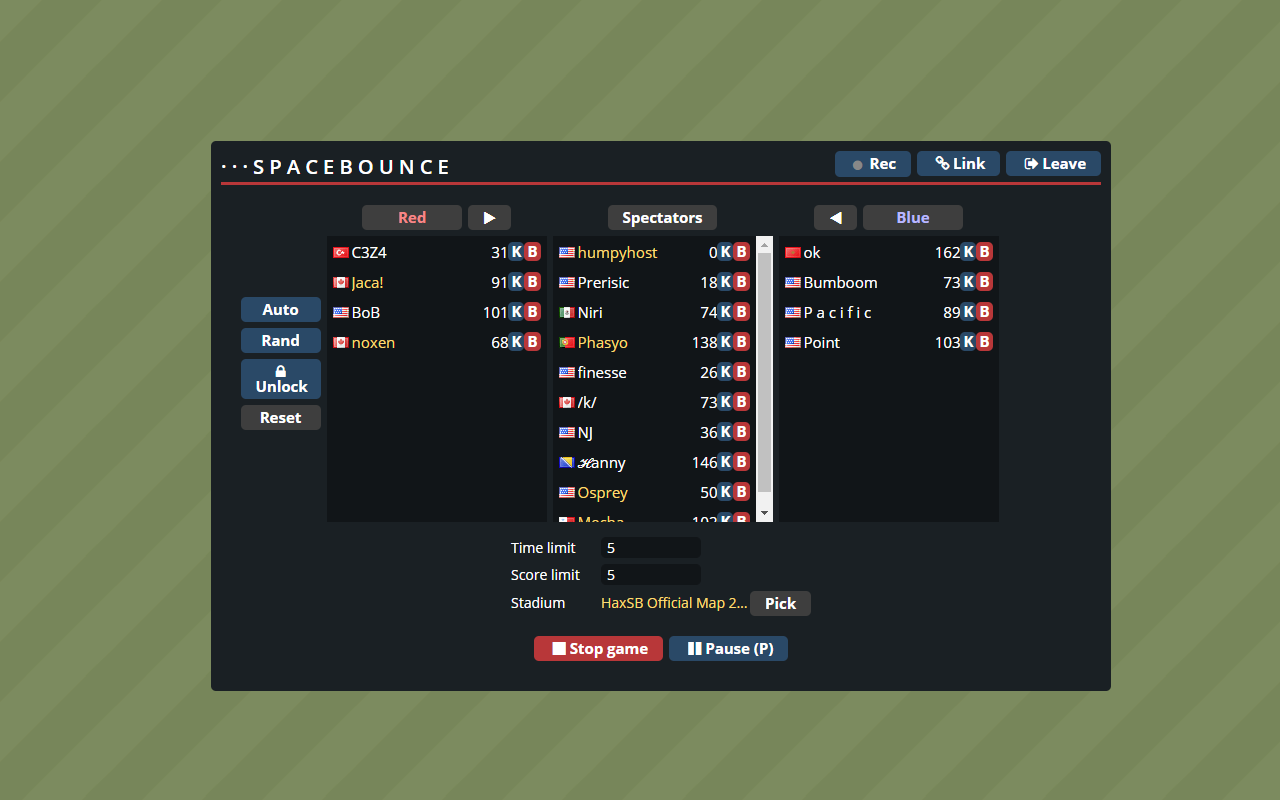 ···SPACEBOUNCE
Rec
Link
Leave
Red
Spectators
Blue
Auto
Rand
Unlock
Reset
C3Z4 31 K B
Jaca! 91 K B
BoB 101 K B
noxen 68 K B
humpyhost 0 K B
Prerisic 18 K B
Niri 74 K B
Phasyo 138 K B
finesse 26 K B
/k/ 73 K B
NJ 36 K B
ℋanny 146 K B
Osprey 50 K B
Mocha K B
ok 162 K B
Bumboom 73 K B
P a c i f i c 89 K B
Point 103 K B
Time limit 5
Score limit 5
Stadium HaxSB Official Map 2... Pick
Stop game
Pause (P)